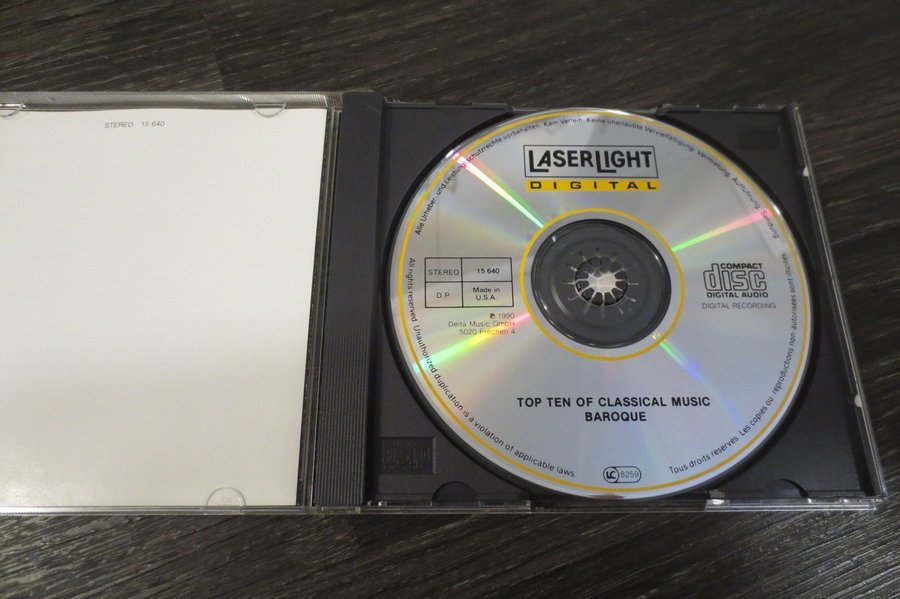 STEREO · 15 640
Alle Urheber- und Leistungsschutzrechte vorbehalten. Kein Verleih. Keine unerlaubte Vervielfältigung, Vermietung, Aufführung, Sendung
LASERLIGHT
DIGITAL
STEREO 15 640
D.P. Made in
U.S.A.
℗ 1990
Delta Music GmbH
5020 Frechen 4
COMPACT
disc
DIGITAL AUDIO
DIGITAL RECORDING
TOP TEN OF CLASSICAL MUSIC
BAROQUE
LC 8259
All rights reserved. Unauthorized duplication is a violation of applicable laws.
Tous droits réservés. Les copies ou reproductions non-autorisées sont illicites.